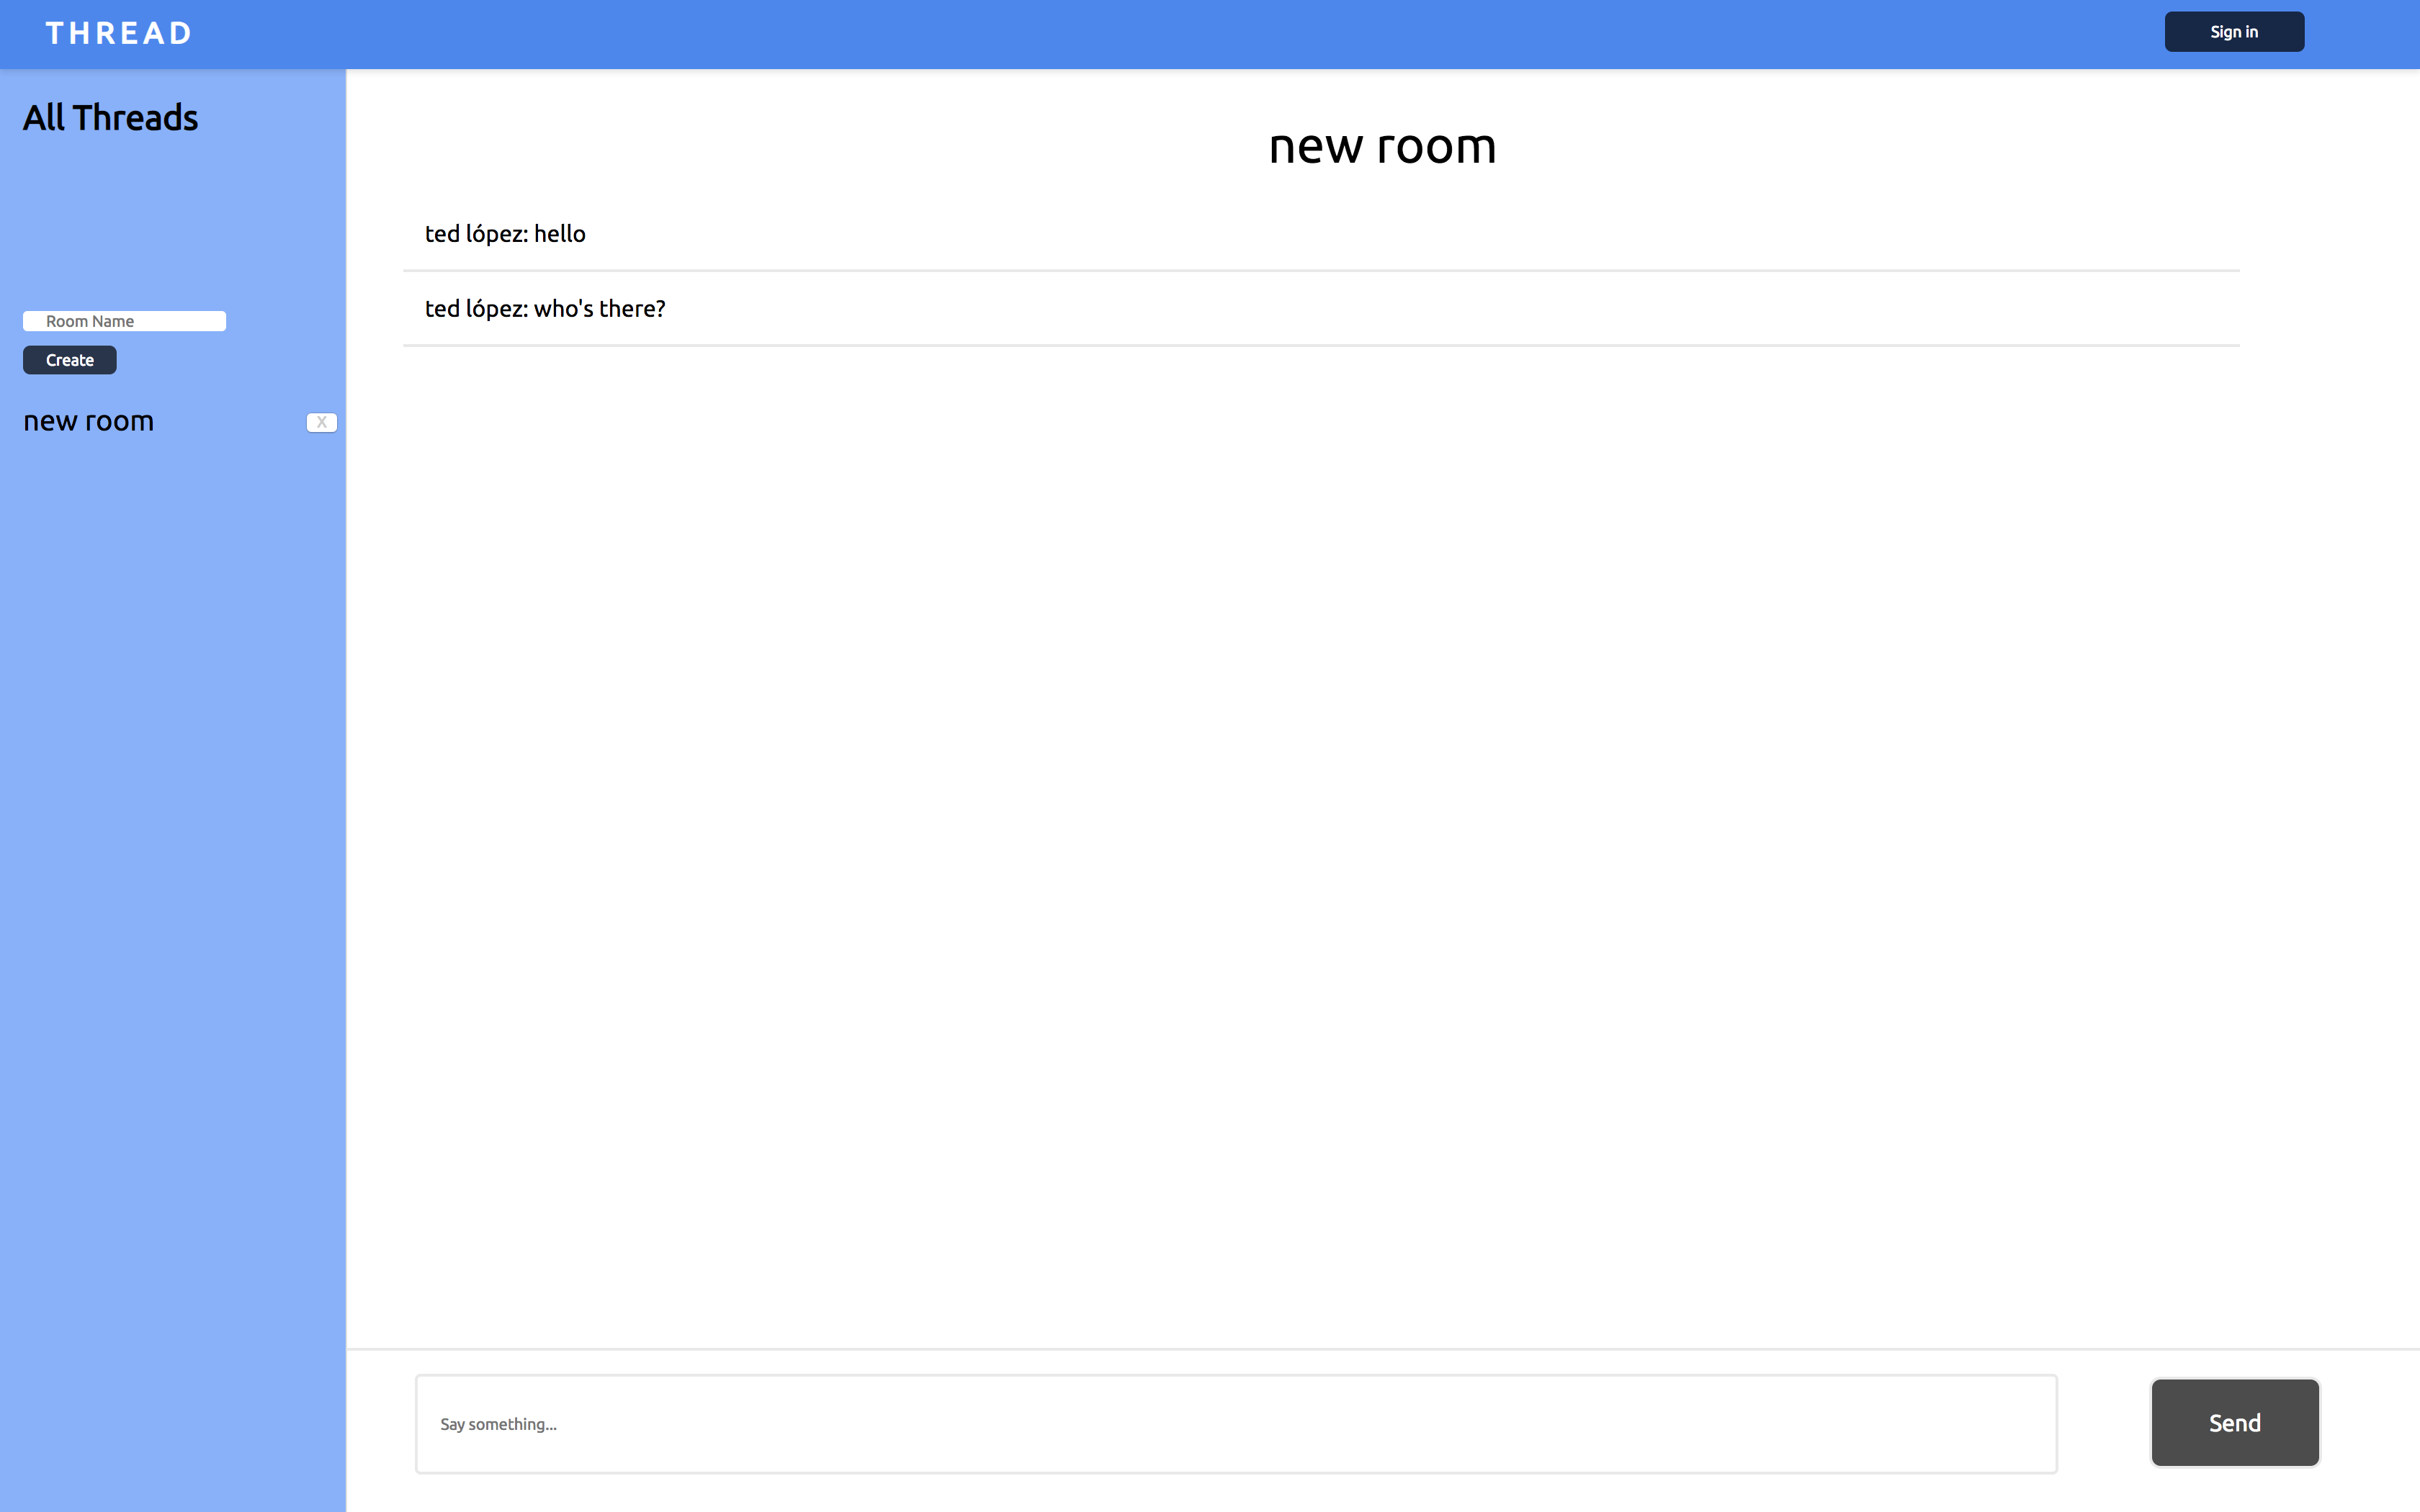 THREAD
Sign in
All Threads
Room Name
Create
new room
X
new room
ted lópez: hello
ted lópez: who's there?
Say something...
Send